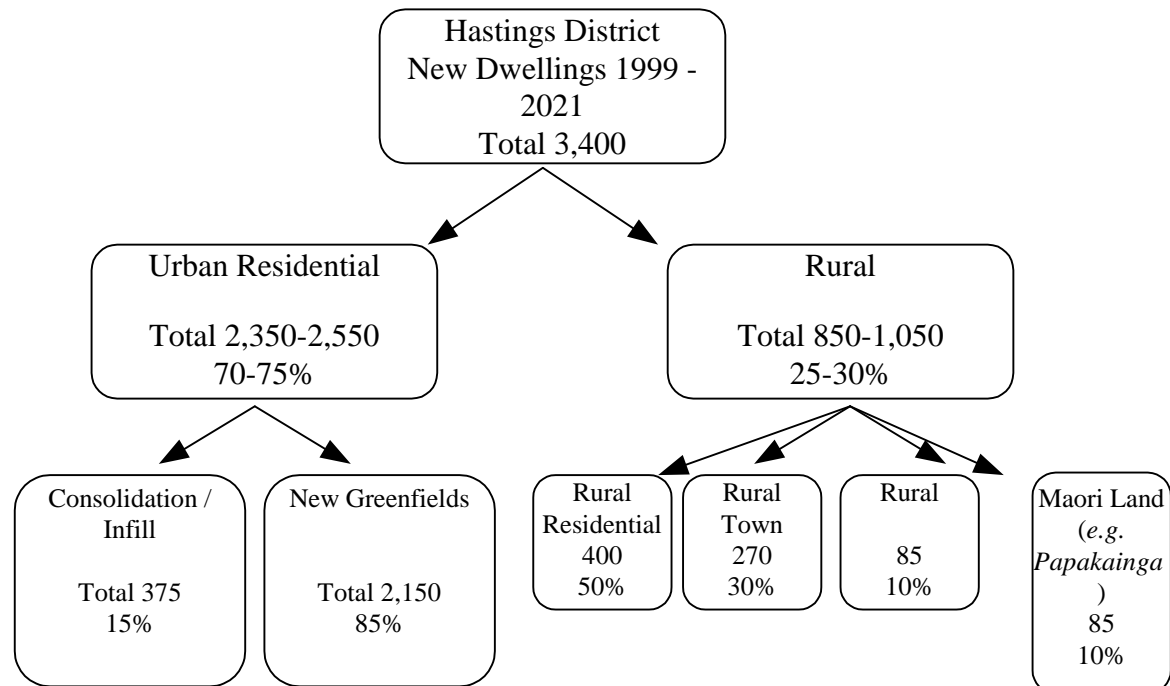 Hastings District
New Dwellings 1999 -
2021
Total 3,400
Urban Residential
Total 2,350-2,550
70-75%
Rural
Total 850-1,050
25-30%
Consolidation /
Infill
Total 375
15%
New Greenfields
Total 2,150
85%
Rural
Residential
400
50%
Rural
Town
270
30%
Rural
85
10%
Maori Land
(e.g.
Papakainga
)
85
10%